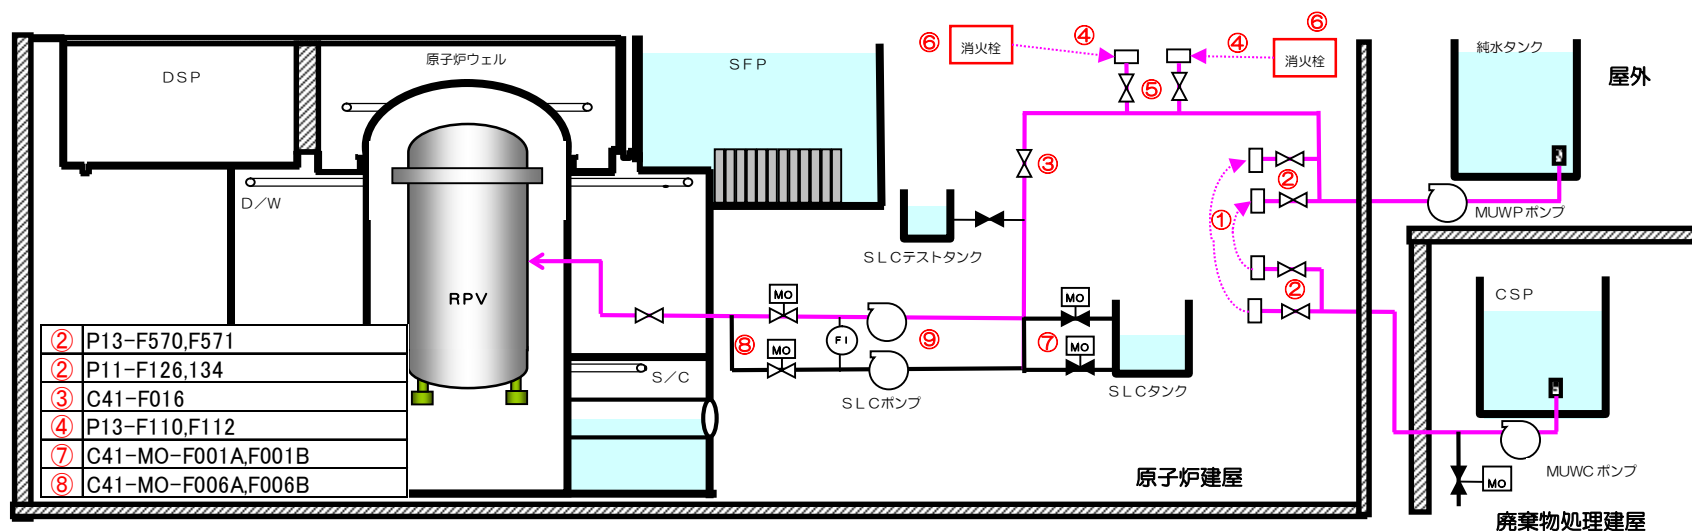 ⑥
④
⑥
消火栓
④
消火栓
純水タンク
屋外
DSP
原子炉ウェル
SFP
⑤
③
②
①
D/W
MUWPポンプ
SLCテストタンク
②
CSP
RPV
MO
MO
FI
⑨
⑧
MO
⑦
MO
MO
S/C
SLCポンプ
SLCタンク
② P13-F570,F571
② P11-F126,134
③ C41-F016
④ P13-F110,F112
⑦ C41-MO-F001A,F001B
⑧ C41-MO-F006A,F006B
原子炉建屋
MUWCポンプ
MO
廃棄物処理建屋